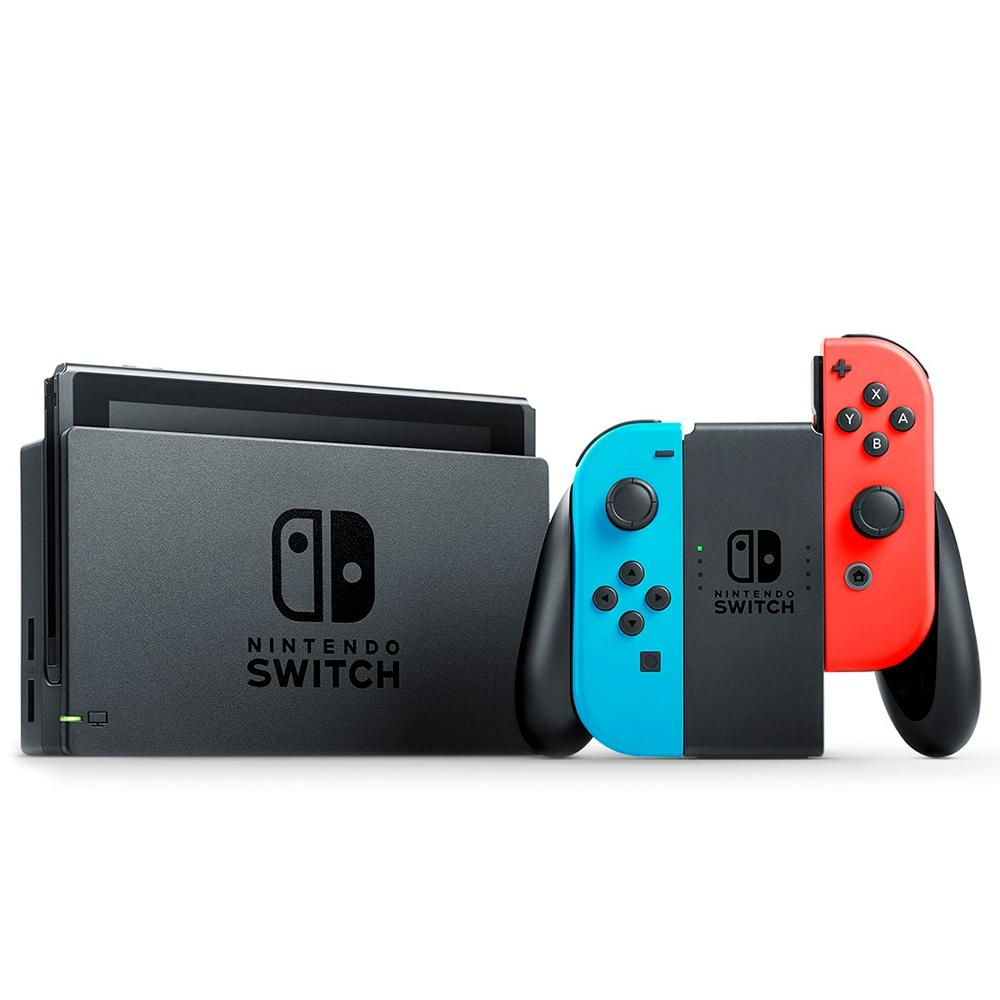 NINTENDO
SWITCH
NINTENDO
SWITCH
X
Y
A
B